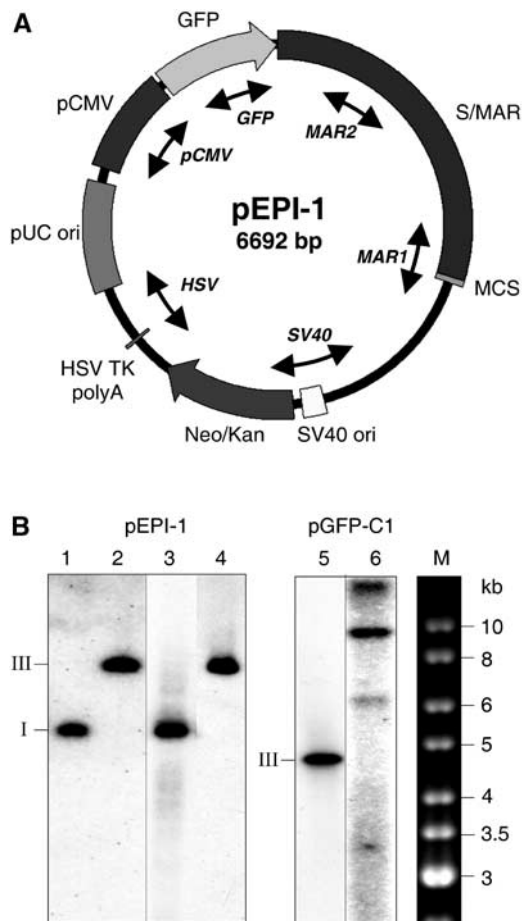 A
GFP
pCMV
S/MAR
GFP
MAR2
pCMV
pEPI-1
6692 bp
pUC ori
MAR1
HSV
MCS
SV40
HSV TK
polyA
Neo/Kan
SV40 ori
B
pEPI-1
pGFP-C1
1 2 3 4 5 6 M
kb
10
III
8
6
I
5
III
4
3.5
3